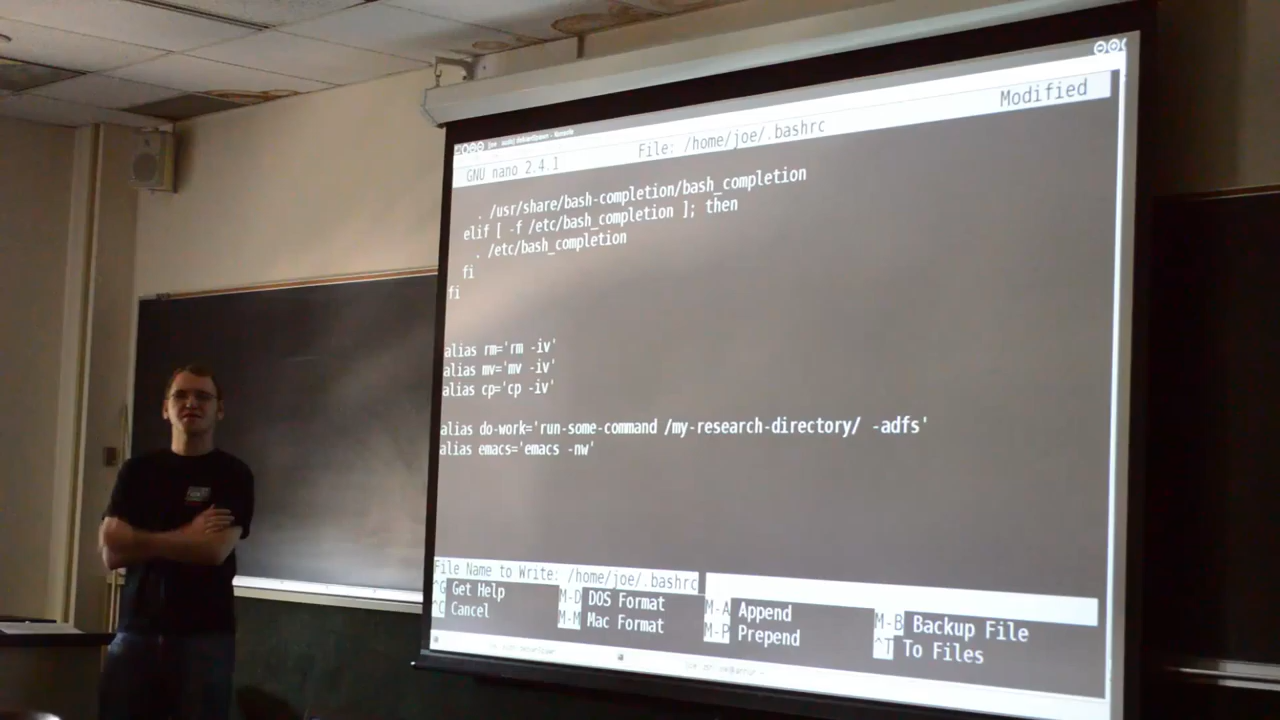 GNU nano 2.4.1 File: /home/joe/.bashrc Modified
. /usr/share/bash-completion/bash_completion
elif [ -f /etc/bash_completion ]; then
. /etc/bash_completion
fi
fi
alias rm='rm -iv'
alias mv='mv -iv'
alias cp='cp -iv'
alias do-work='run-some-command /my-research-directory/ -adfs'
alias emacs='emacs -nw'
File Name to Write: /home/joe/.bashrc
^G Get Help M-D DOS Format M-A Append M-B Backup File
^C Cancel M-M Mac Format M-P Prepend ^T To Files